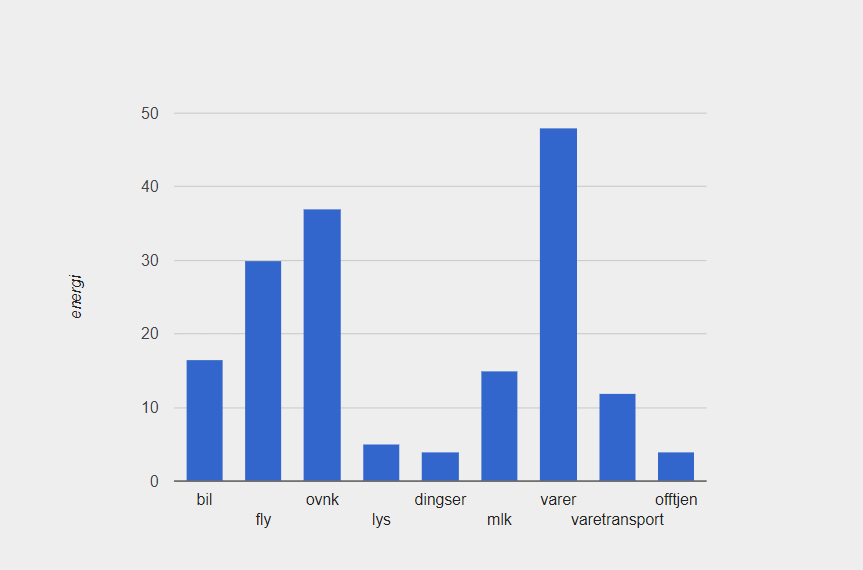 50
40
30
20
10
0
energi
bil
fly
ovnk
lys
dingser
mlk
varer
varetransport
offtjen